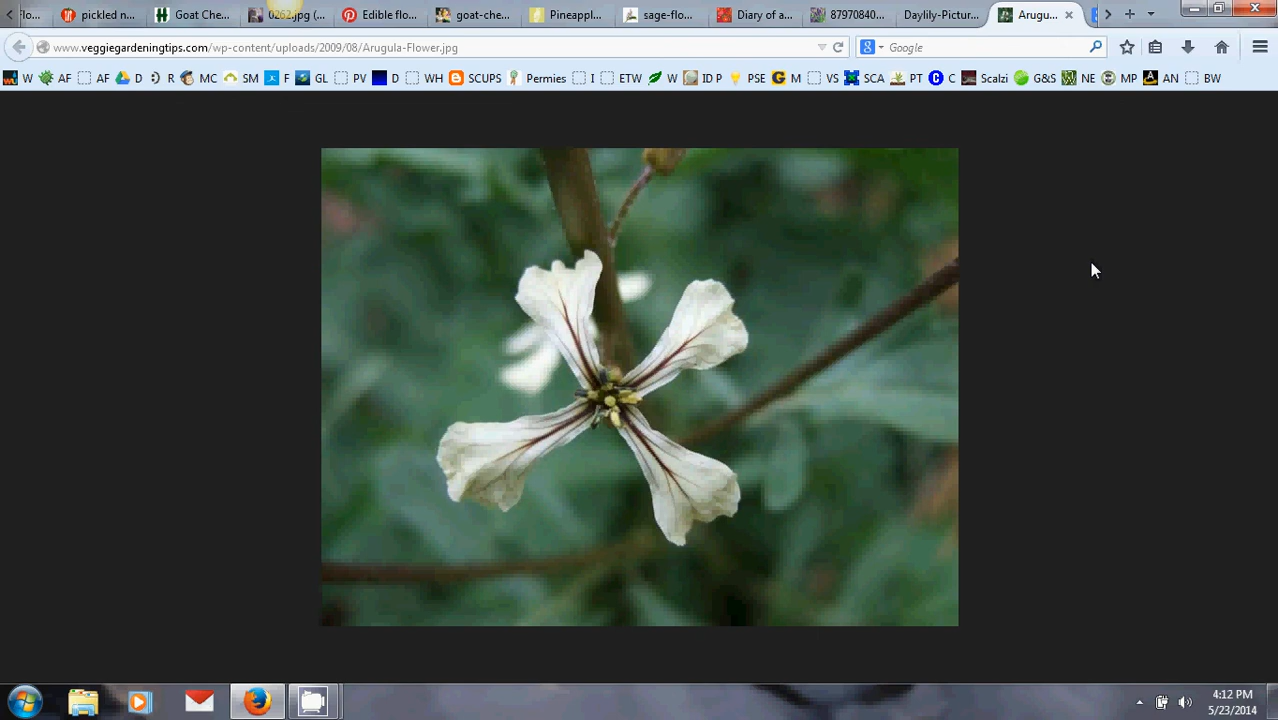 Flo...
pickled n...
Goat Che...
0262.jpg (...
Edible flo...
goat-che...
Pineappl...
sage-flo...
Diary of a...
87970840...
Daylily-Pictur...
Arugu...
www.veggiegardeningtips.com/wp-content/uploads/2009/08/Arugula-Flower.jpg
Google
W AF AF D R MC SM F GL PV D WH SCUPS Permies I ETW W ID P PSE M VS SCA PT C Scalzi G&S NE MP AN BW
4:12 PM
5/23/2014